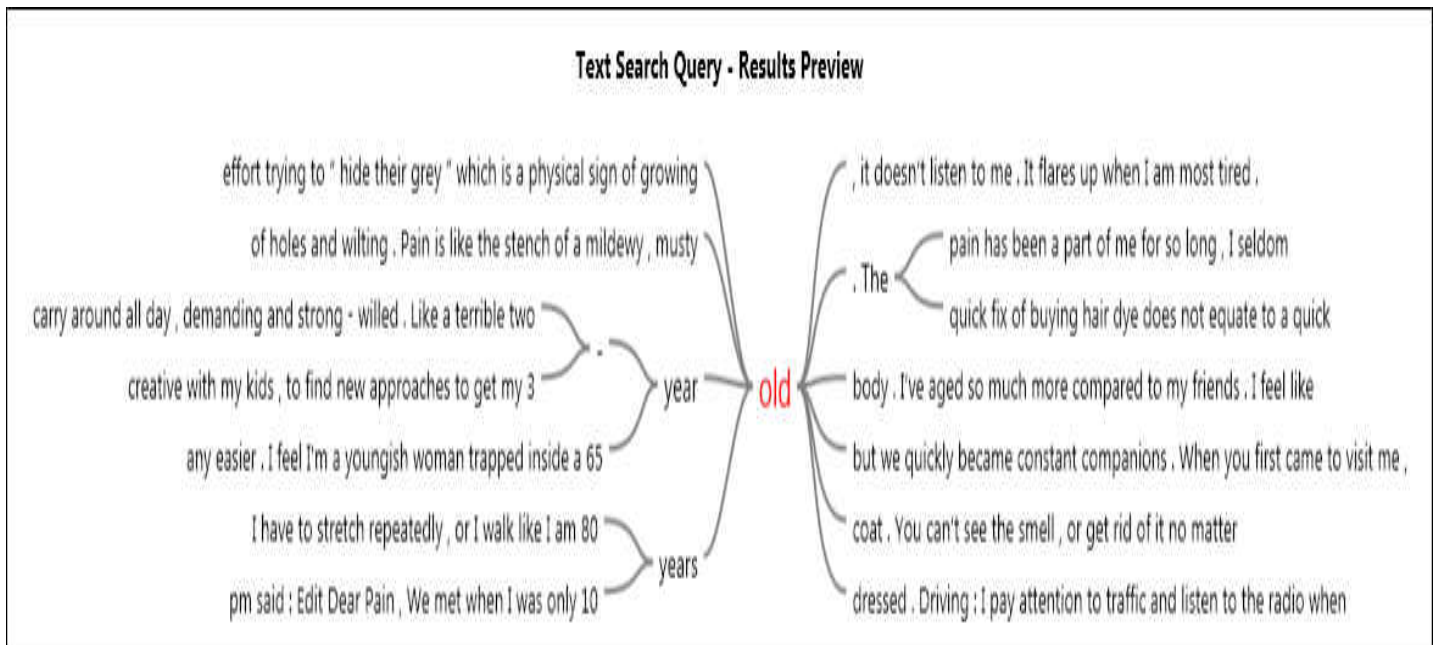 Text Search Query - Results Preview
effort trying to " hide their grey " which is a physical sign of growing
of holes and wilting . Pain is like the stench of a mildewy , musty
carry around all day , demanding and strong - willed . Like a terrible two
creative with my kids , to find new approaches to get my 3
-
year
any easier . I feel I'm a youngish woman trapped inside a 65
I have to stretch repeatedly , or I walk like I am 80
years
pm said : Edit Dear Pain , We met when I was only 10
old
, it doesn't listen to me . It flares up when I am most tired .
. The
pain has been a part of me for so long , I seldom
quick fix of buying hair dye does not equate to a quick
body . I've aged so much more compared to my friends . I feel like
but we quickly became constant companions . When you first came to visit me ,
coat . You can't see the smell , or get rid of it no matter
dressed . Driving : I pay attention to traffic and listen to the radio when